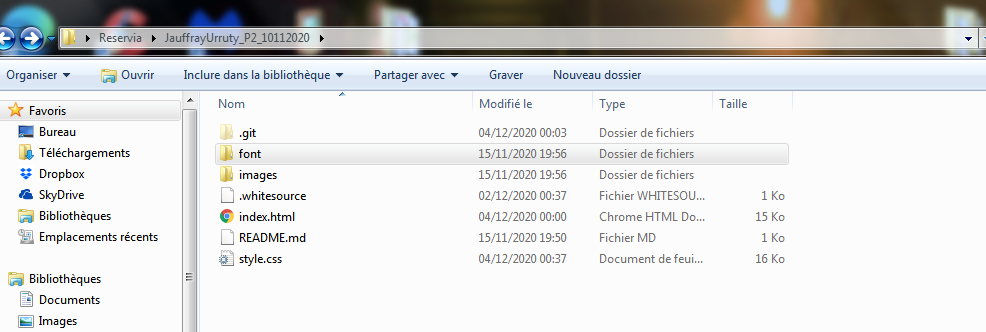 Reservia JauffrayUrruty_P2_10112020
Organiser Ouvrir Inclure dans la bibliothèque Partager avec Graver Nouveau dossier
Favoris
Bureau
Téléchargements
Dropbox
SkyDrive
Bibliothèques
Emplacements récents
Bibliothèques
Documents
Images
Nom Modifié le Type Taille
.git 04/12/2020 00:03 Dossier de fichiers
font 15/11/2020 19:56 Dossier de fichiers
images 15/11/2020 19:56 Dossier de fichiers
.whitesource 02/12/2020 00:37 Fichier WHITESOU... 1 Ko
index.html 04/12/2020 00:00 Chrome HTML Do... 15 Ko
README.md 15/11/2020 19:50 Fichier MD 1 Ko
style.css 04/12/2020 00:37 Document de feui... 16 Ko